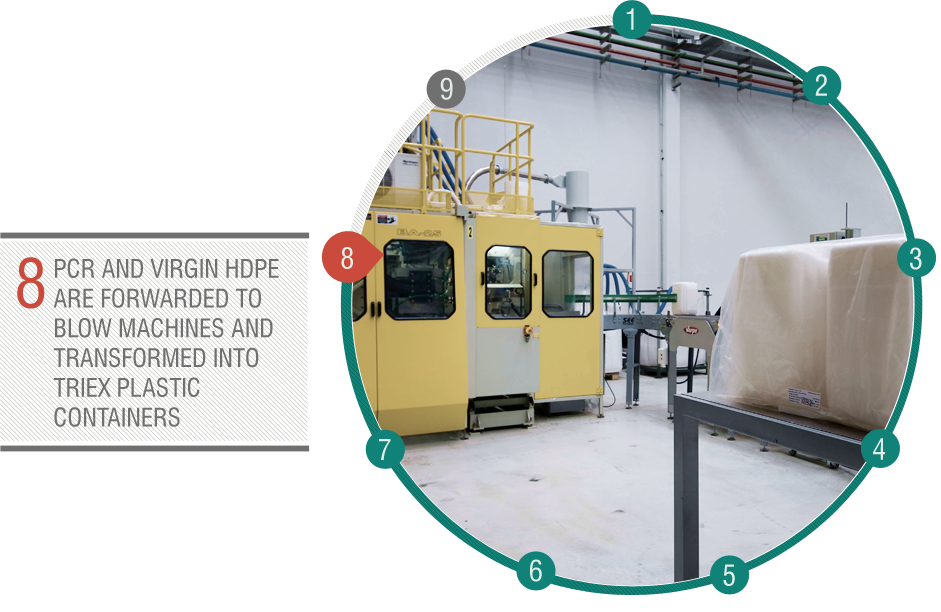 1
2
9
8
3
8
PCR AND VIRGIN HDPE
ARE FORWARDED TO
BLOW MACHINES AND
TRANSFORMED INTO
TRIEX PLASTIC
CONTAINERS
2
7
4
6
5